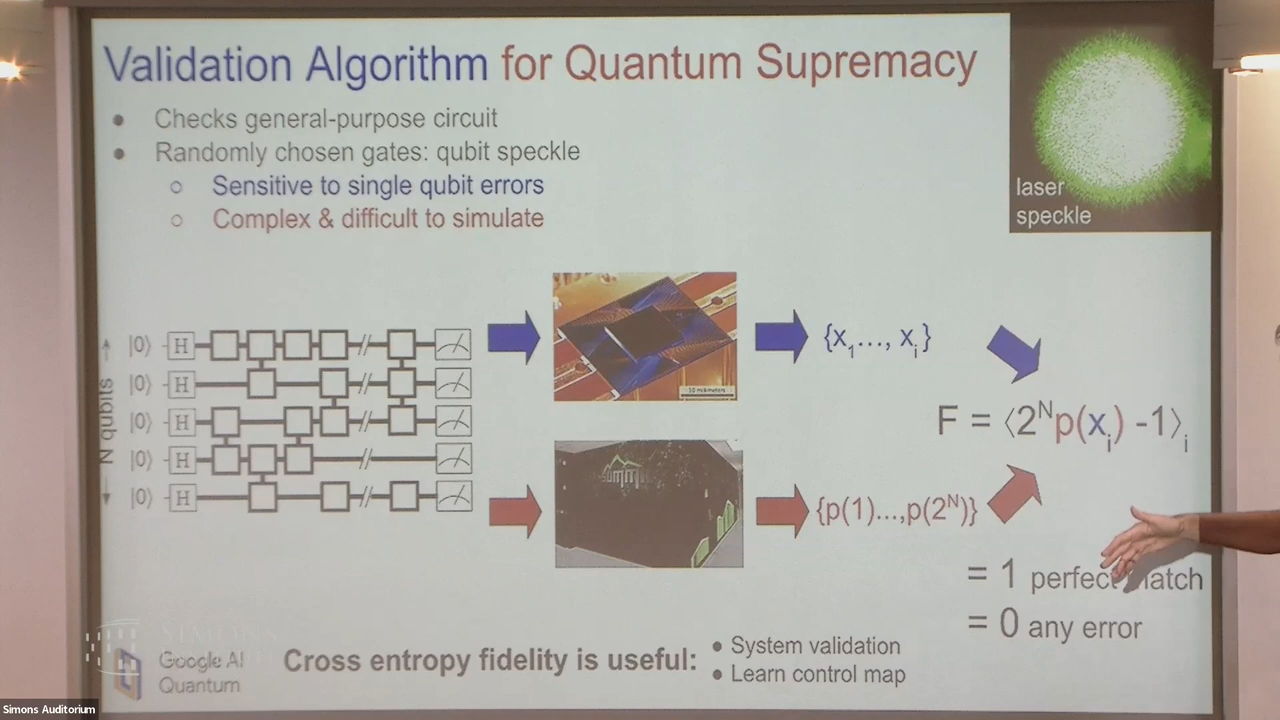 Validation Algorithm for Quantum Supremacy
● Checks general-purpose circuit
● Randomly chosen gates: qubit speckle
○ Sensitive to single qubit errors
○ Complex & difficult to simulate
laser
speckle
N qubits
|0⟩ H
|0⟩ H
|0⟩ H
|0⟩ H
|0⟩ H
10 millimeters
summit
{x₁..., xᵢ}
{p(1)...,p(2ᴺ)}
F = ⟨2ᴺp(xᵢ) -1⟩ᵢ
= 1 perfect match
= 0 any error
SIMONS
Google AI
Quantum
Cross entropy fidelity is useful:
● System validation
● Learn control map
Simons Auditorium